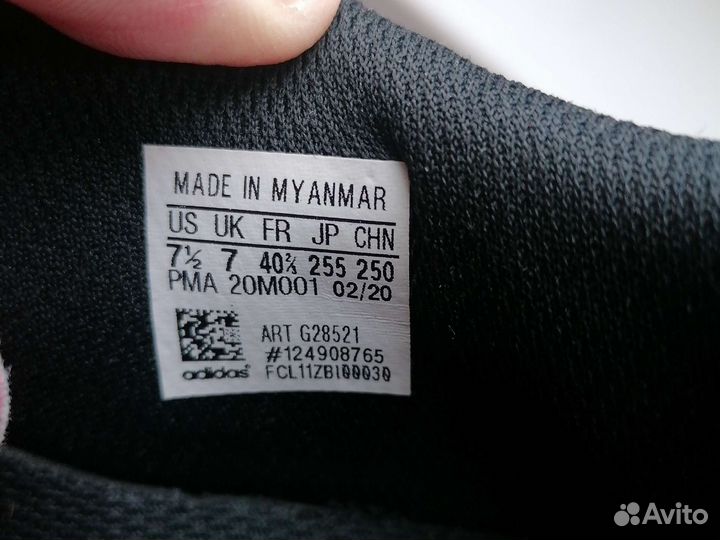 MADE IN MYANMAR
US UK FR JP CHN
7½ 7 40⅔ 255 250
PMA 20M001 02/20
ART G28521
#124908765
adidas FCL11ZBI00030
Avito